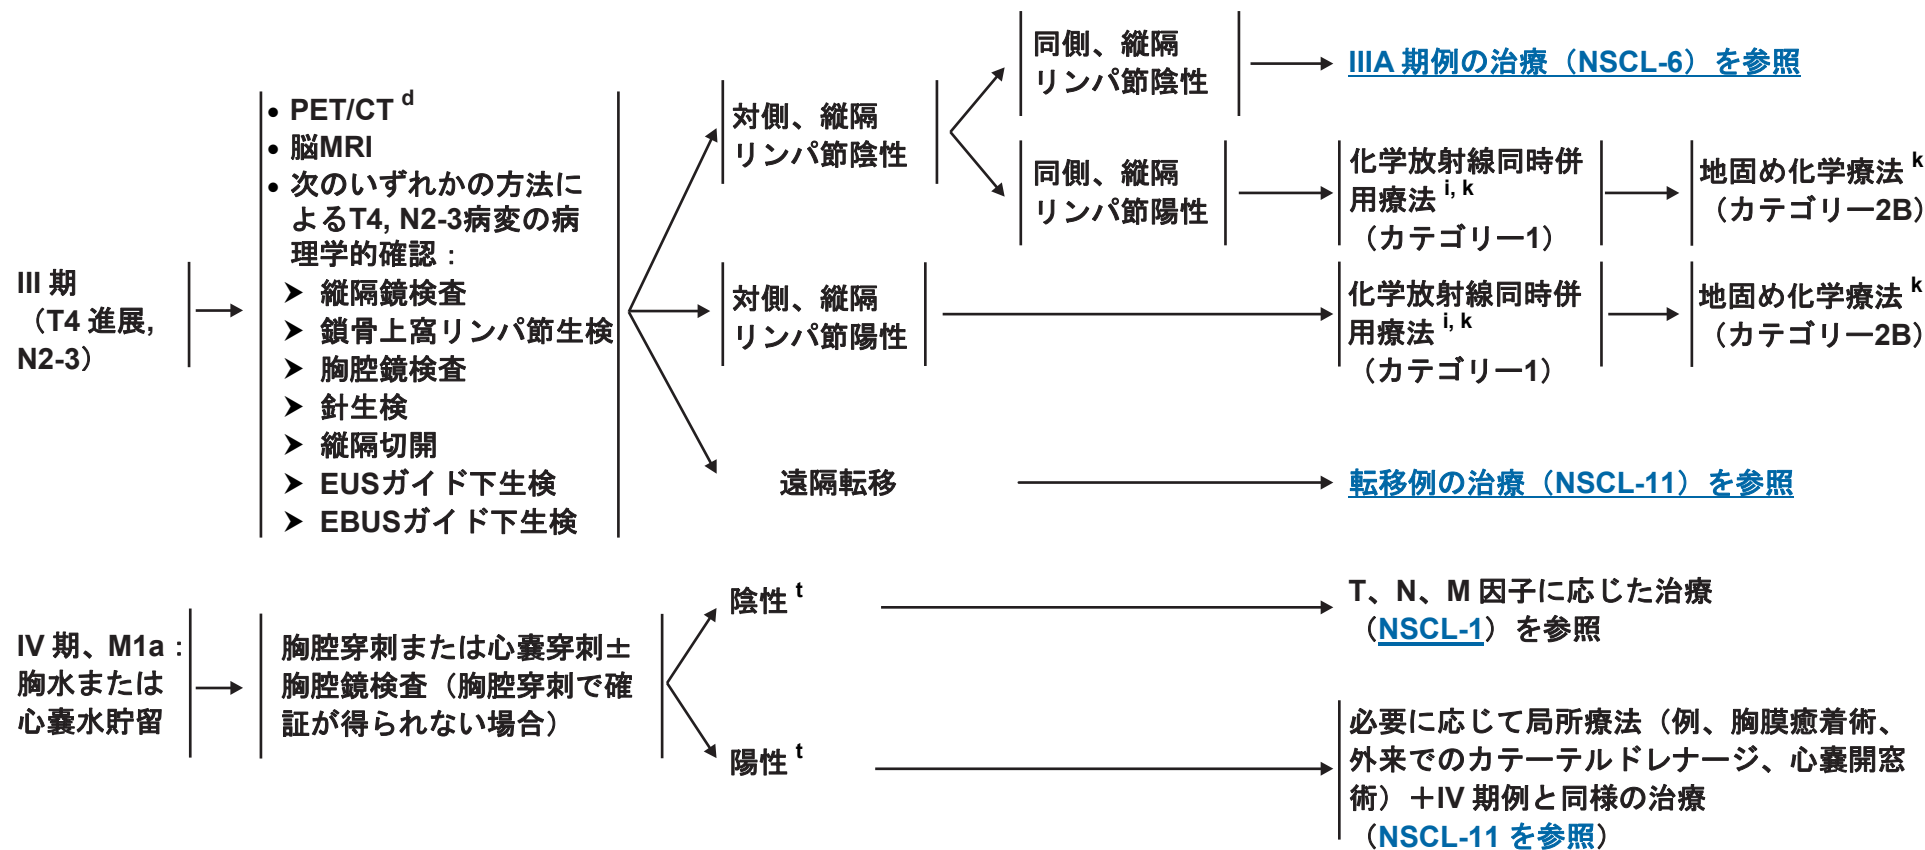 III 期
（T4 進展,
N2-3）
• PET/CT d
• 脳MRI
• 次のいずれかの方法に
よるT4, N2-3病変の病
理学的確認：
➤ 縦隔鏡検査
➤ 鎖骨上窩リンパ節生検
➤ 胸腔鏡検査
➤ 針生検
➤ 縦隔切開
➤ EUSガイド下生検
➤ EBUSガイド下生検
対側、縦隔
リンパ節陰性
同側、縦隔
リンパ節陰性
IIIA 期例の治療（NSCL-6）を参照
同側、縦隔
リンパ節陽性
化学放射線同時併
用療法 i, k
（カテゴリー1）
地固め化学療法 k
（カテゴリー2B）
対側、縦隔
リンパ節陽性
化学放射線同時併
用療法 i, k
（カテゴリー1）
地固め化学療法 k
（カテゴリー2B）
遠隔転移
転移例の治療（NSCL-11）を参照
IV 期、M1a：
胸水または
心嚢水貯留
胸腔穿刺または心嚢穿刺±
胸腔鏡検査（胸腔穿刺で確
証が得られない場合）
陰性 t
T、N、M 因子に応じた治療
（NSCL-1）を参照
陽性 t
必要に応じて局所療法（例、胸膜癒着術、
外来でのカテーテルドレナージ、心嚢開窓
術）＋IV 期例と同様の治療
（NSCL-11 を参照）